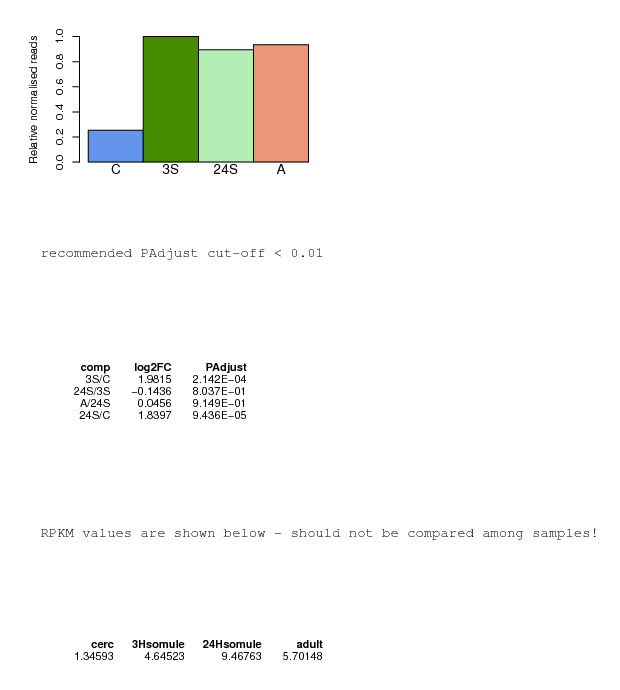 Relative normalised reads
1.0
0.8
0.6
0.4
0.2
0.0
C 3S 24S A
recommended PAdjust cut-off < 0.01
comp log2FC PAdjust
3S/C 1.9815 2.142E−04
24S/3S −0.1436 8.037E−01
A/24S 0.0456 9.149E−01
24S/C 1.8397 9.436E−05
RPKM values are shown below - should not be compared among samples!
cerc 3Hsomule 24Hsomule adult
1.34593 4.64523 9.46763 5.70148